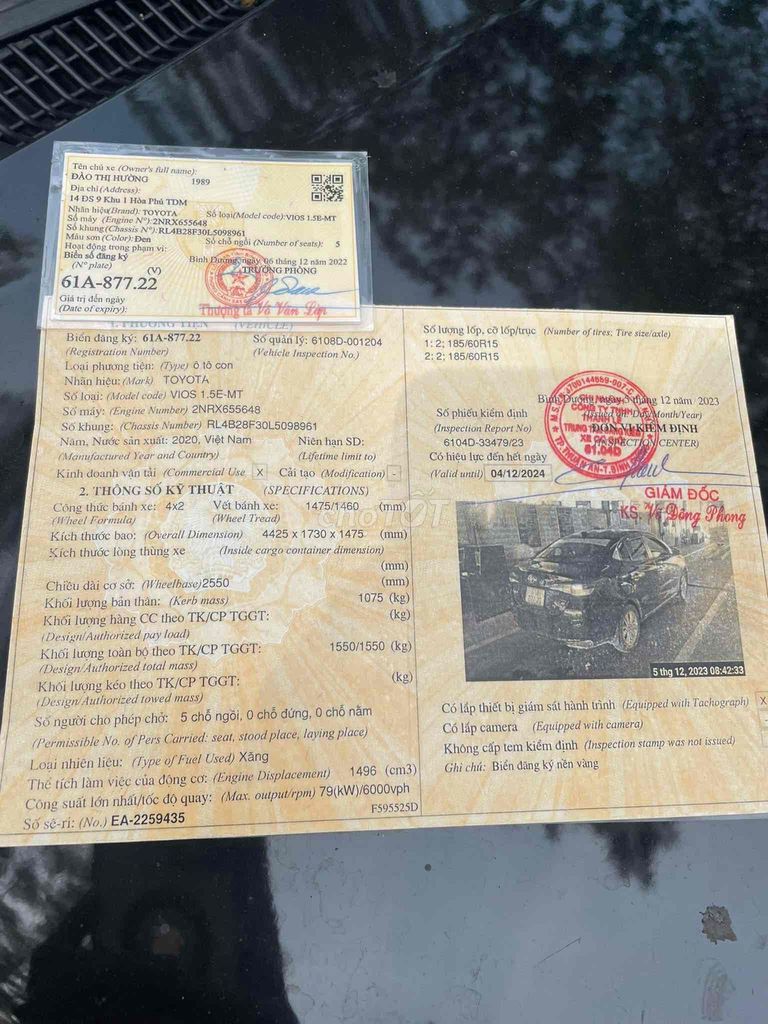 Tên chủ xe (Owner's full name):
ĐÀO THỊ HƯỜNG 1989
Địa chỉ (Address):
14 ĐS 9 Khu 1 Hòa Phú TDM
Nhãn hiệu(Brand): TOYOTA Số loại(Model code):VIOS 1.5E-MT
Số máy (Engine N°):2NRX655648
Số khung(Chassis N°):RL4B28F30L5098961
Màu sơn (Color):Đen Số chỗ ngồi (Number of seats): 5
Hoạt động trong phạm vi:
Biển số đăng ký Bình Dương, ngày 06 tháng 12 năm 2022
(N° plate) (V) TRƯỞNG PHÒNG
61A-877.22
Giá trị đến ngày
(Date of expiry): Thượng tá Võ Văn Lập
1. PHƯƠNG TIỆN (VEHICLE)
Biển đăng ký: 61A-877.22 Số quản lý: 6108D-001204
(Registration Number) (Vehicle Inspection No.)
Loại phương tiện: (Type) ô tô con
Nhãn hiệu: (Mark) TOYOTA
Số loại: (Model code) VIOS 1.5E-MT
Số máy: (Engine Number) 2NRX655648
Số khung: (Chassis Number) RL4B28F30L5098961
Năm, Nước sản xuất: 2020, Việt Nam Niên hạn SD:
(Manufactured Year and Country) (Lifetime limit to)
Kinh doanh vận tải (Commercial Use X Cải tạo (Modification) -
2. THÔNG SỐ KỸ THUẬT (SPECIFICATIONS)
Công thức bánh xe: 4x2 Vết bánh xe: 1475/1460 (mm)
(Wheel Formula) (Wheel Tread)
Kích thước bao: (Overall Dimension) 4425 x 1730 x 1475 (mm)
Kích thước lòng thùng xe (Inside cargo container dimension)
(mm)
Chiều dài cơ sở: (Wheelbase)2550 (mm)
Khối lượng bản thân: (Kerb mass) 1075 (kg)
Khối lượng hàng CC theo TK/CP TGGT: (kg)
(Design/Authorized pay load)
Khối lượng toàn bộ theo TK/CP TGGT: 1550/1550 (kg)
(Design/Authorized total mass)
Khối lượng kéo theo TK/CP TGGT: (kg)
(Design/Authorized towed mass)
Số người cho phép chở: 5 chỗ ngồi, 0 chỗ đứng, 0 chỗ nằm
(Permissible No. of Pers Carried: seat, stood place, laying place)
Loại nhiên liệu: (Type of Fuel Used) Xăng
Thể tích làm việc của động cơ: (Engine Displacement) 1496 (cm3)
Công suất lớn nhất/tốc độ quay: (Max. output/rpm) 79(kW)/6000vph
F595525D
Số sê-ri: (No.) EA-2259435
Số lượng lốp, cỡ lốp/trục (Number of tires; Tire size/axle)
1: 2; 185/60R15
2: 2; 185/60R15
Bình Dương, ngày 5 tháng 12 năm 2023
Số phiếu kiểm định (Issued on: Day/Month/Year)
(Inspection Report No) ĐƠN VỊ KIỂM ĐỊNH
6104D-33479/23 (INSPECTION CENTER)
Có hiệu lực đến hết ngày
(Valid until) 04/12/2024
CÔNG TY TNHH
61.04D
GIÁM ĐỐC
KS. Võ Đông Phong
5 thg 12, 2023 08:42:33
Có lắp thiết bị giám sát hành trình (Equipped with Tachograph) X
Có lắp camera (Equipped with camera) -
Không cấp tem kiểm định (Inspection stamp was not issued)
Ghi chú: Biển đăng ký nền vàng
chợTỐT